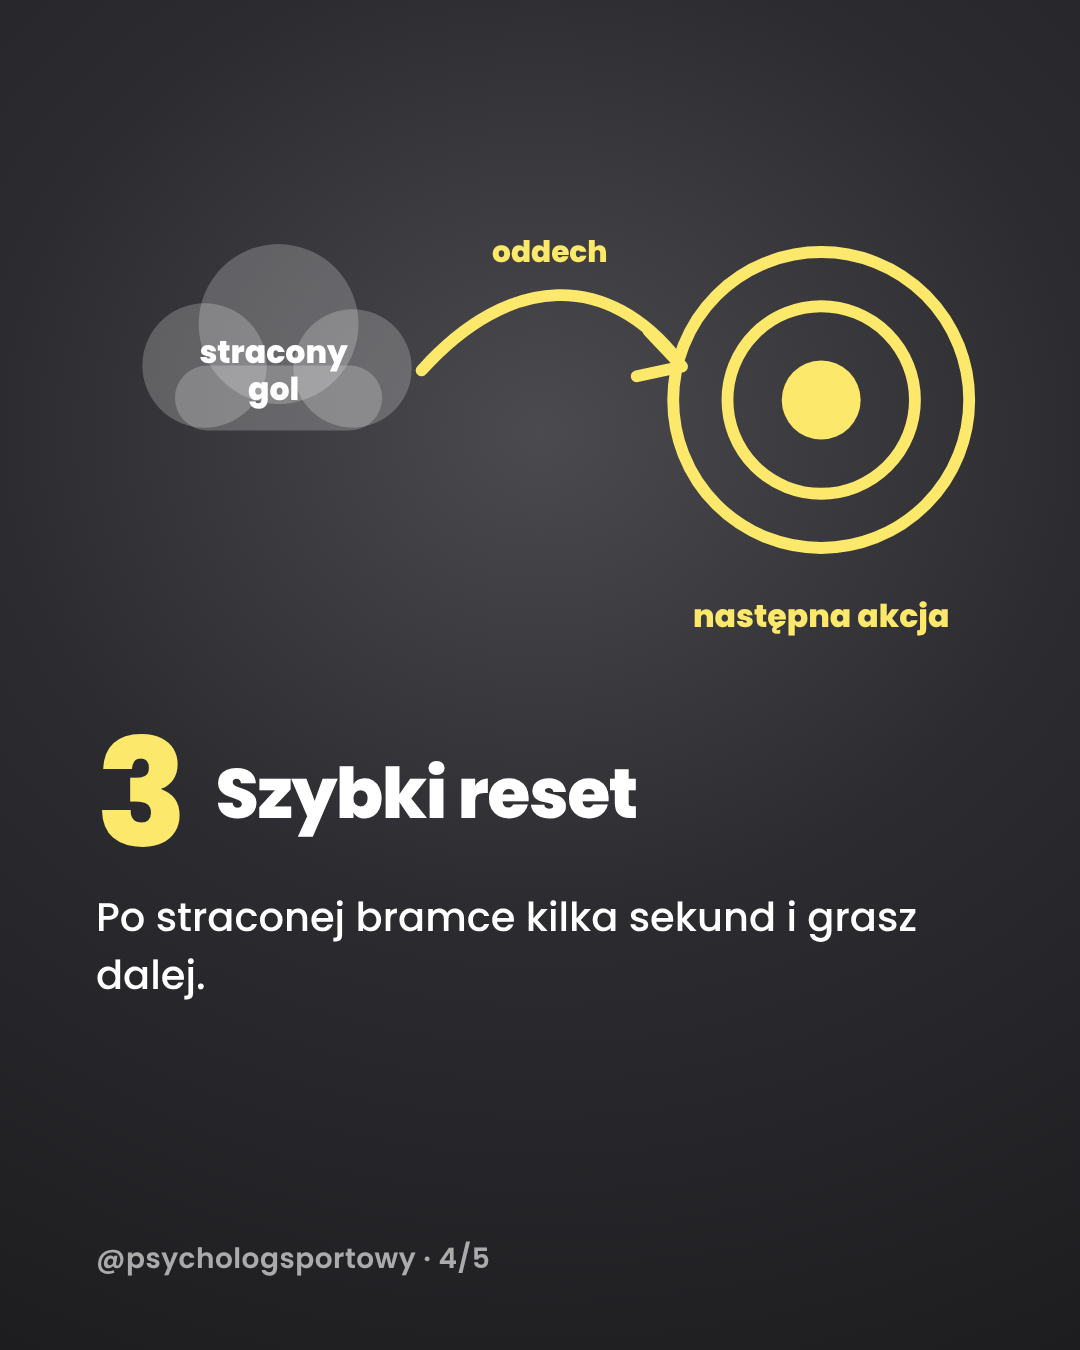 oddech
stracony
gol
następna akcja
3 Szybki reset
Po straconej bramce kilka sekund i grasz
dalej.
@psychologsportowy · 4/5